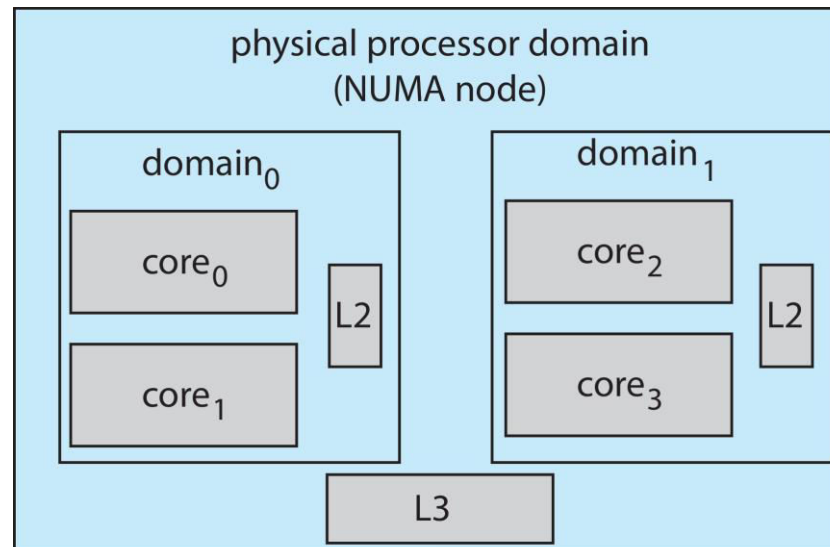 physical processor domain
(NUMA node)
domain₀
core₀
L2
core₁
domain₁
core₂
L2
core₃
L3